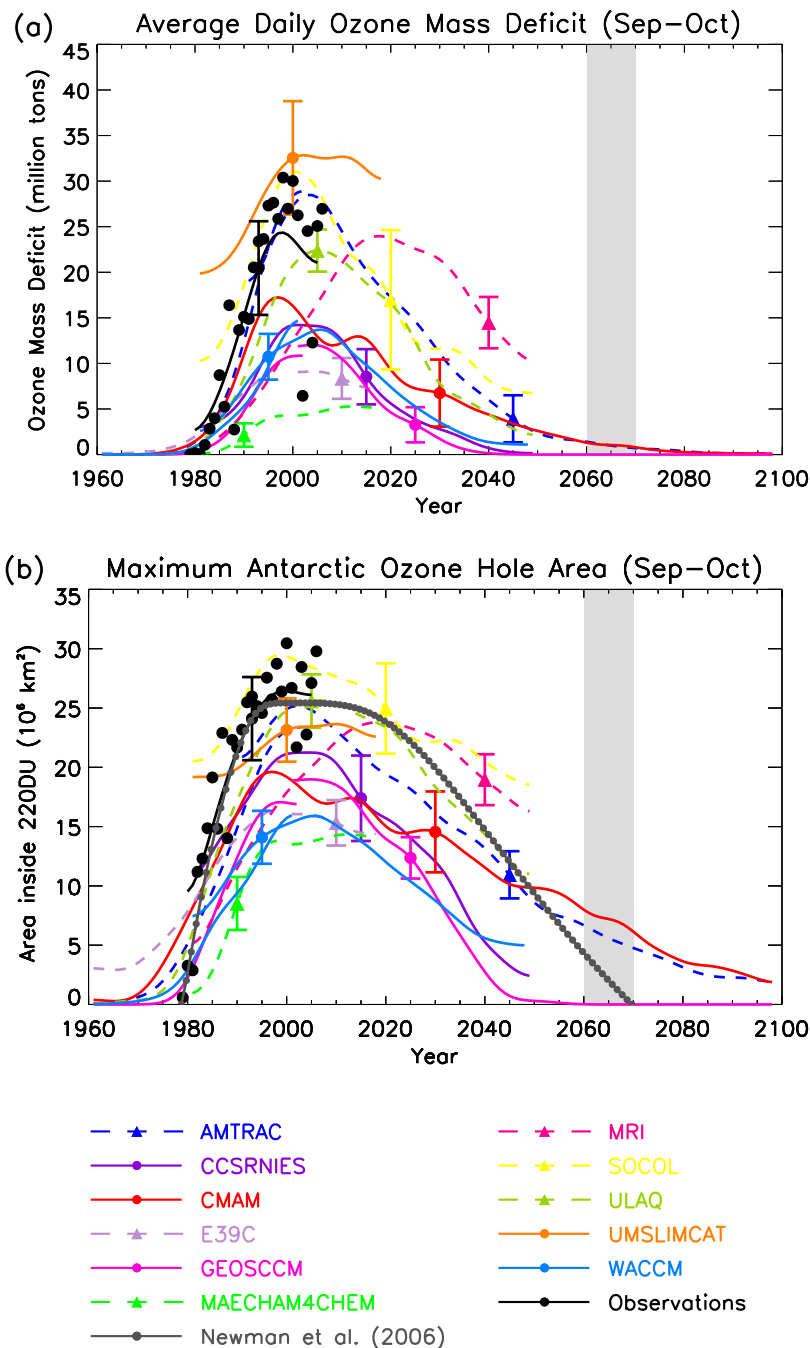 (a) Average Daily Ozone Mass Deficit (Sep-Oct)
Ozone Mass Deficit (million tons)
45
40
35
30
25
20
15
10
5
0
1960 1980 2000 2020 2040 2060 2080 2100
Year
(b) Maximum Antarctic Ozone Hole Area (Sep-Oct)
Area inside 220DU (10⁶ km²)
35
30
25
20
15
10
5
0
1960 1980 2000 2020 2040 2060 2080 2100
Year
AMTRAC
CCSRNIES
CMAM
E39C
GEOSCCM
MAECHAM4CHEM
Newman et al. (2006)
MRI
SOCOL
ULAQ
UMSLIMCAT
WACCM
Observations